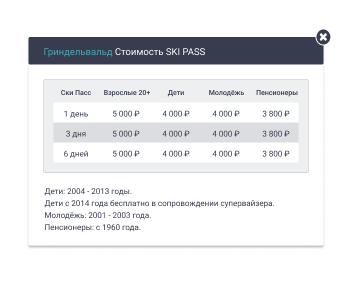 Гриндельвальд Стоимость SKI PASS
Ски Пасс Взрослые 20+ Дети Молодёжь Пенсионеры
1 день 5 000 ₽ 4 000 ₽ 4 000 ₽ 3 800 ₽
3 дня 5 000 ₽ 4 000 ₽ 4 000 ₽ 3 800 ₽
6 дней 5 000 ₽ 4 000 ₽ 4 000 ₽ 3 800 ₽
Дети: 2004 - 2013 годы.
Дети с 2014 года бесплатно в сопровождении супервайзера.
Молодёжь: 2001 - 2003 года.
Пенсионеры: с 1960 года.